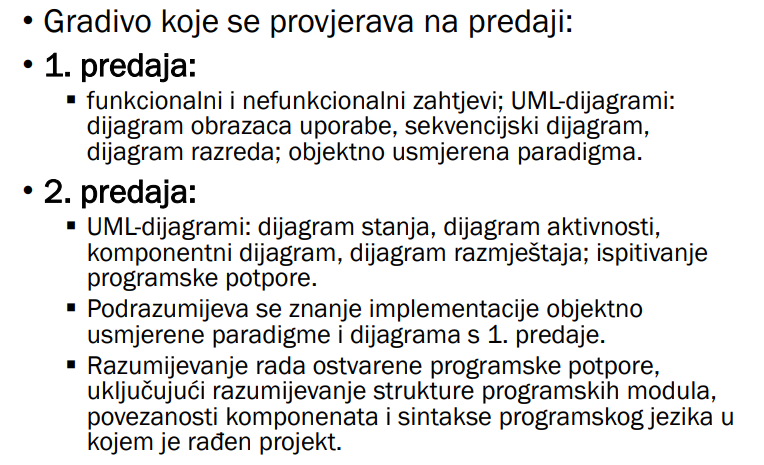 • Gradivo koje se provjerava na predaji:
• 1. predaja:
▪ funkcionalni i nefunkcionalni zahtjevi; UML-dijagrami:
dijagram obrazaca uporabe, sekvencijski dijagram,
dijagram razreda; objektno usmjerena paradigma.
• 2. predaja:
▪ UML-dijagrami: dijagram stanja, dijagram aktivnosti,
komponentni dijagram, dijagram razmještaja; ispitivanje
programske potpore.
▪ Podrazumijeva se znanje implementacije objektno
usmjerene paradigme i dijagrama s 1. predaje.
▪ Razumijevanje rada ostvarene programske potpore,
uključujući razumijevanje strukture programskih modula,
povezanosti komponenata i sintakse programskog jezika u
kojem je rađen projekt.